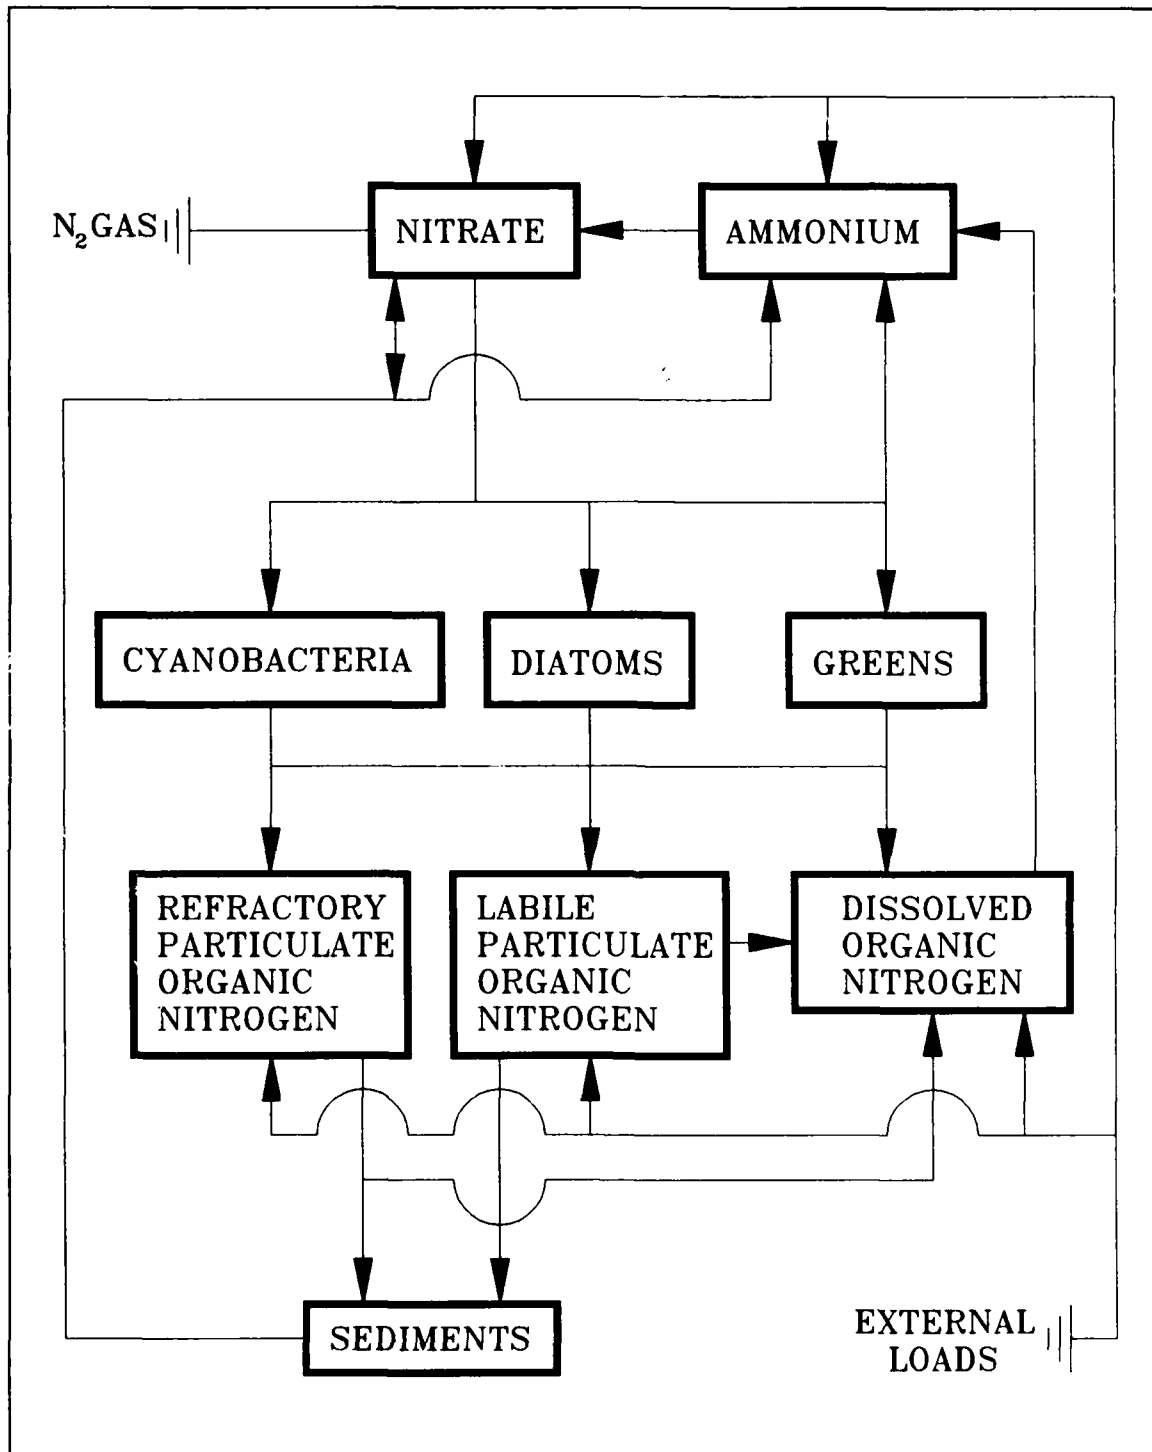 N₂GAS
NITRATE
AMMONIUM
CYANOBACTERIA
DIATOMS
GREENS
REFRACTORY
PARTICULATE
ORGANIC
NITROGEN
LABILE
PARTICULATE
ORGANIC
NITROGEN
DISSOLVED
ORGANIC
NITROGEN
SEDIMENTS
EXTERNAL
LOADS